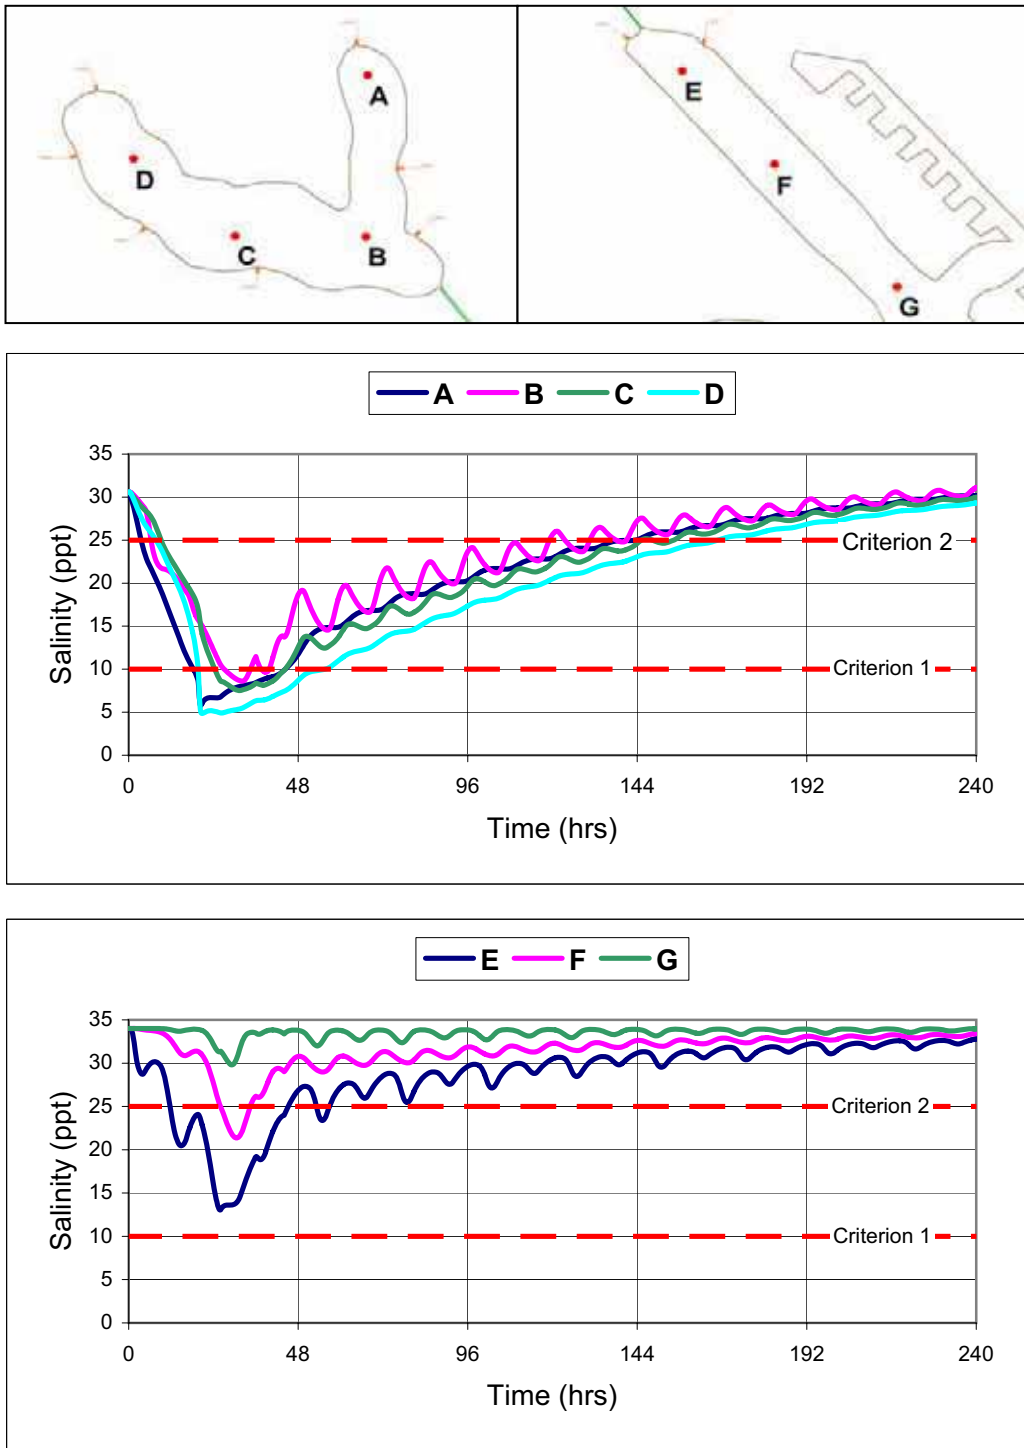 A
D
C
B
E
F
G
A B C D
35
30
25
20
15
10
5
0
Salinity (ppt)
Criterion 2
Criterion 1
0 48 96 144 192 240
Time (hrs)
E F G
35
30
25
20
15
10
5
0
Salinity (ppt)
Criterion 2
Criterion 1
0 48 96 144 192 240
Time (hrs)